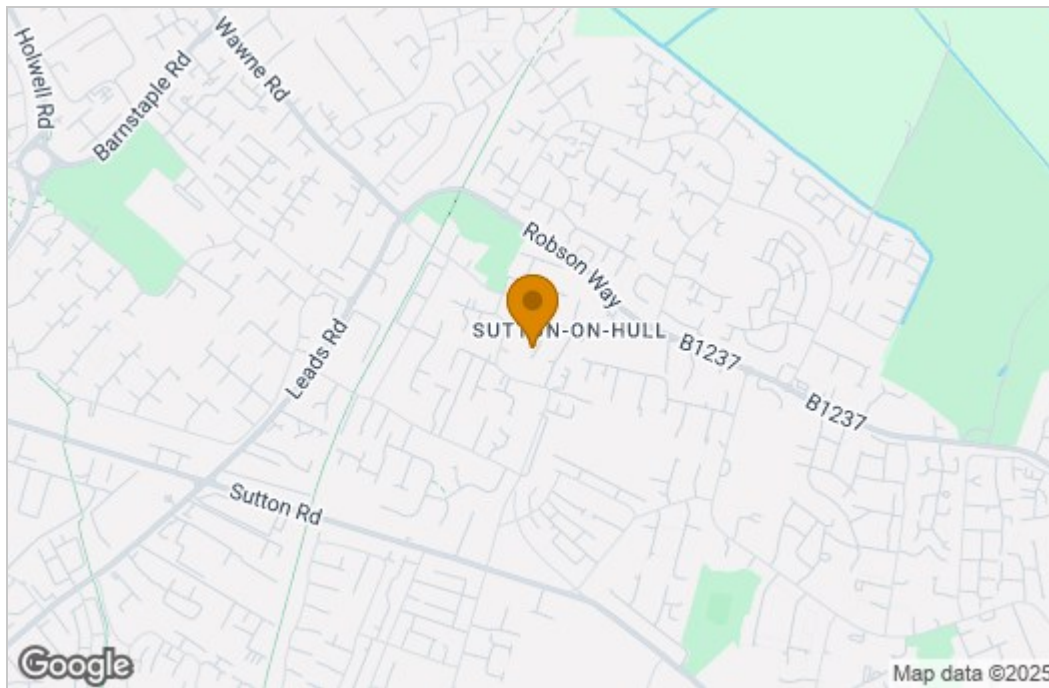 Holwell Rd
Barnstaple Rd
Wawne Rd
Robson Way
SUTTON-ON-HULL
B1237
B1237
Leads Rd
Sutton Rd
Google
Map data ©2025